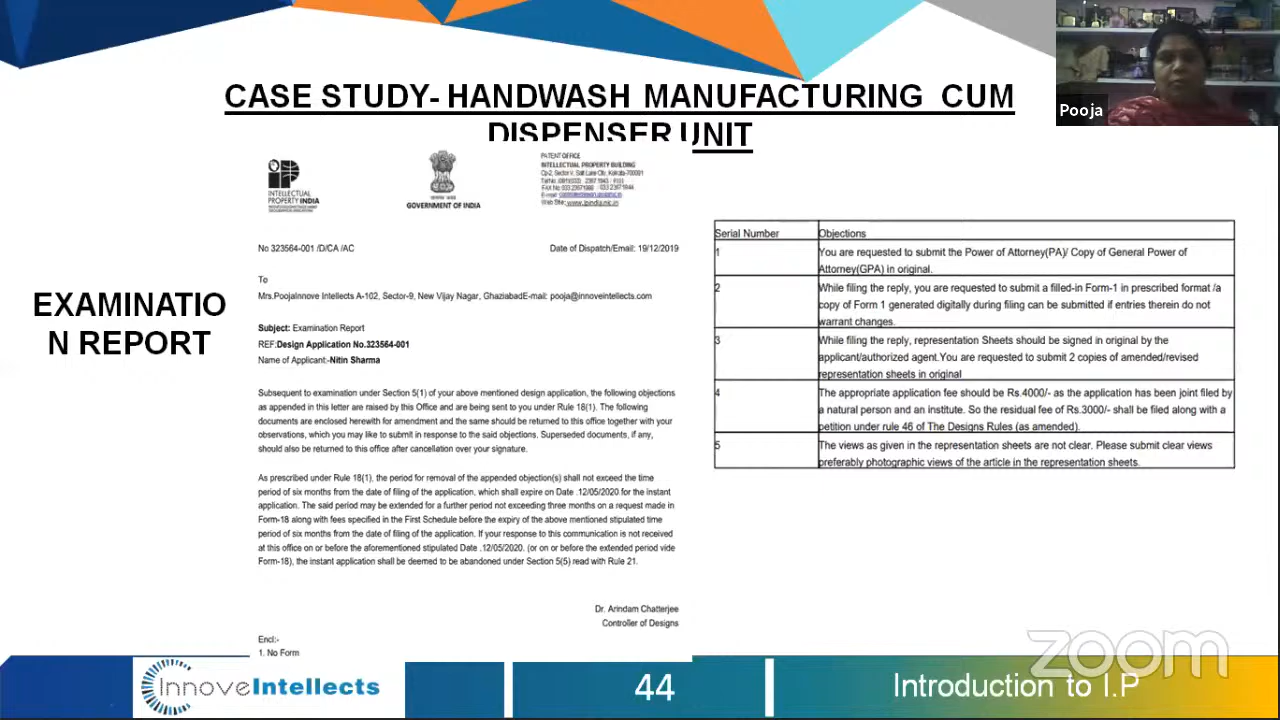 CASE STUDY- HANDWASH MANUFACTURING CUM
DISPENSER UNIT
Pooja
EXAMINATIO
N REPORT
INTELLECTUAL
PROPERTY INDIA
GOVERNMENT OF INDIA
PATENT OFFICE
INTELLECTUAL PROPERTY BUILDING
Cp-2, Sector V, Salt Lake City, Kolkata-700091
Web Site: www.ipindia.nic.in
No 323564-001 /D/CA /AC
Date of Dispatch/Email: 19/12/2019
To
Mrs.PoojaInnove Intellects A-102, Sector-9, New Vijay Nagar, GhaziabadE-mail: pooja@innoveintellects.com
Subject: Examination Report
REF:Design Application No.323564-001
Name of Applicant:-Nitin Sharma
Subsequent to examination under Section 5(1) of your above mentioned design application, the following objections
as appended in this letter are raised by this Office and are being sent to you under Rule 18(1). The following
documents are enclosed herewith for amendment and the same should be returned to this office together with your
observations, which you may like to submit in response to the said objections. Superseded documents, if any,
should also be returned to this office after cancellation over your signature.
As prescribed under Rule 18(1), the period for removal of the appended objection(s) shall not exceed the time
period of six months from the date of filing of the application, which shall expire on Date .12/05/2020 for the instant
application. The said period may be extended for a further period not exceeding three months on a request made in
Form-18 along with fees specified in the First Schedule before the expiry of the above mentioned stipulated time
period of six months from the date of filing of the application. If your response to this communication is not received
at this office on or before the aforementioned stipulated Date .12/05/2020. (or on or before the extended period vide
Form-18), the instant application shall be deemed to be abandoned under Section 5(5) read with Rule 21.
Dr. Arindam Chatterjee
Controller of Designs
Encl:-
1. No Form
Serial Number Objections
1 You are requested to submit the Power of Attorney(PA)/ Copy of General Power of
Attorney(GPA) in original.
2 While filing the reply, you are requested to submit a filled-in Form-1 in prescribed format /a
copy of Form 1 generated digitally during filing can be submitted if entries therein do not
warrant changes.
3 While filing the reply, representation Sheets should be signed in original by the
applicant/authorized agent.You are requested to submit 2 copies of amended/revised
representation sheets in original
4 The appropriate application fee should be Rs.4000/- as the application has been joint filed by
a natural person and an institute. So the residual fee of Rs.3000/- shall be filed along with a
petition under rule 46 of The Designs Rules (as amended).
5 The views as given in the representation sheets are not clear. Please submit clear views
preferably photographic views of the article in the representation sheets.
zoom
InnoveIntellects
44
Introduction to I.P